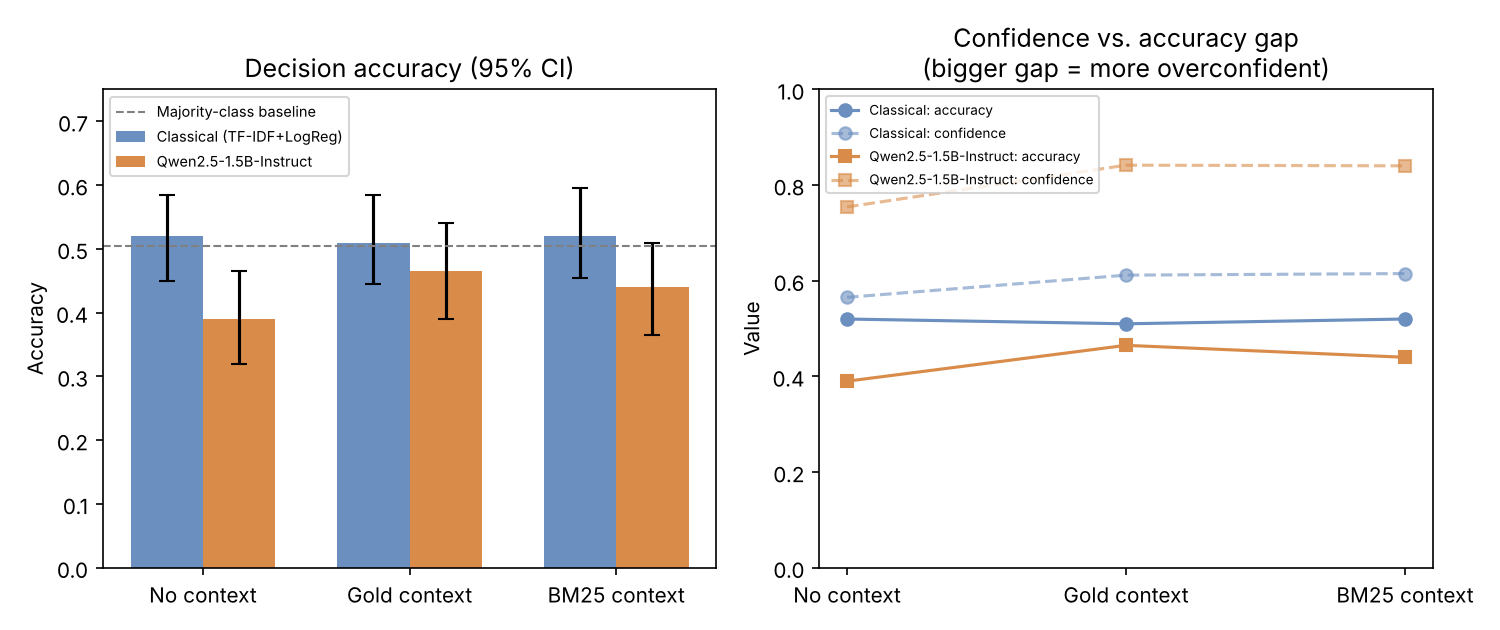 Decision accuracy (95% CI)
Majority-class baseline
Classical (TF-IDF+LogReg)
Qwen2.5-1.5B-Instruct
Accuracy
0.7
0.6
0.5
0.4
0.3
0.2
0.1
0.0
No context
Gold context
BM25 context
Confidence vs. accuracy gap
(bigger gap = more overconfident)
Classical: accuracy
Classical: confidence
Qwen2.5-1.5B-Instruct: accuracy
Qwen2.5-1.5B-Instruct: confidence
Value
1.0
0.8
0.6
0.4
0.2
0.0
No context
Gold context
BM25 context